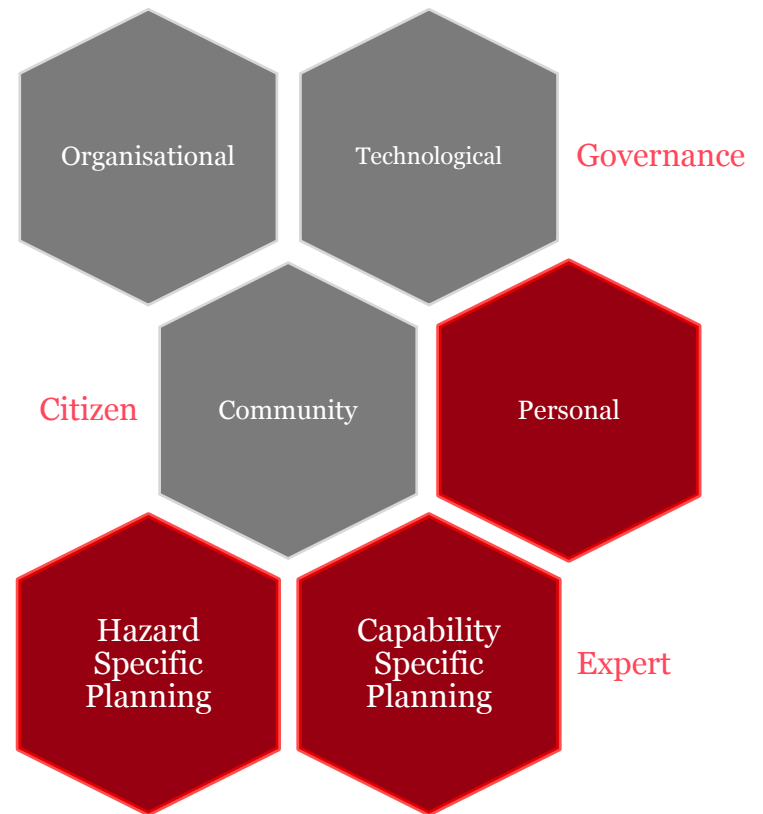 Organisational
Technological
Governance
Citizen
Community
Personal
Hazard
Specific
Planning
Capability
Specific
Planning
Expert